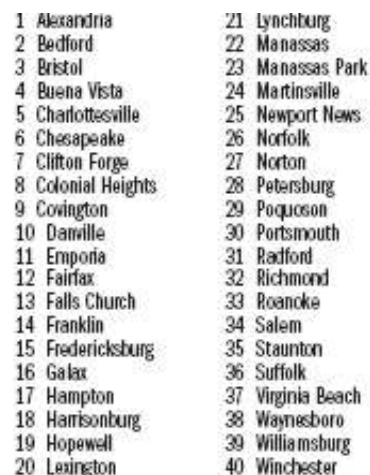 1 Alexandria
2 Bedford
3 Bristol
4 Buena Vista
5 Charlottesville
6 Chesapeake
7 Clifton Forge
8 Colonial Heights
9 Covington
10 Danville
11 Emporia
12 Fairfax
13 Falls Church
14 Franklin
15 Fredericksburg
16 Galax
17 Hampton
18 Harrisonburg
19 Hopewell
20 Lexington
21 Lynchburg
22 Manassas
23 Manassas Park
24 Martinsville
25 Newport News
26 Norfolk
27 Norton
28 Petersburg
29 Poquoson
30 Portsmouth
31 Radford
32 Richmond
33 Roanoke
34 Salem
35 Staunton
36 Suffolk
37 Virginia Beach
38 Waynesboro
39 Williamsburg
40 Winchester